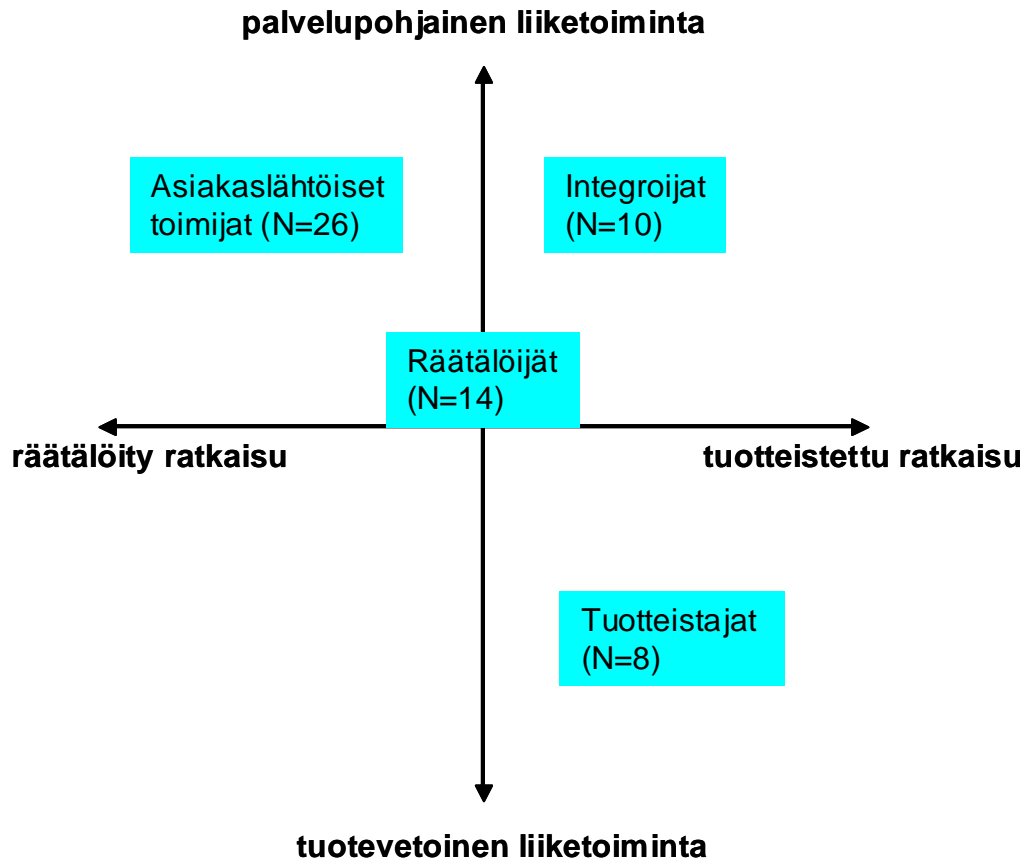 palvelupohjainen liiketoiminta
Asiakaslähtöiset
toimijat (N=26)
Integroijat
(N=10)
Räätälöijät
(N=14)
räätälöity ratkaisu
tuotteistettu ratkaisu
Tuotteistajat
(N=8)
tuotevetoinen liiketoiminta